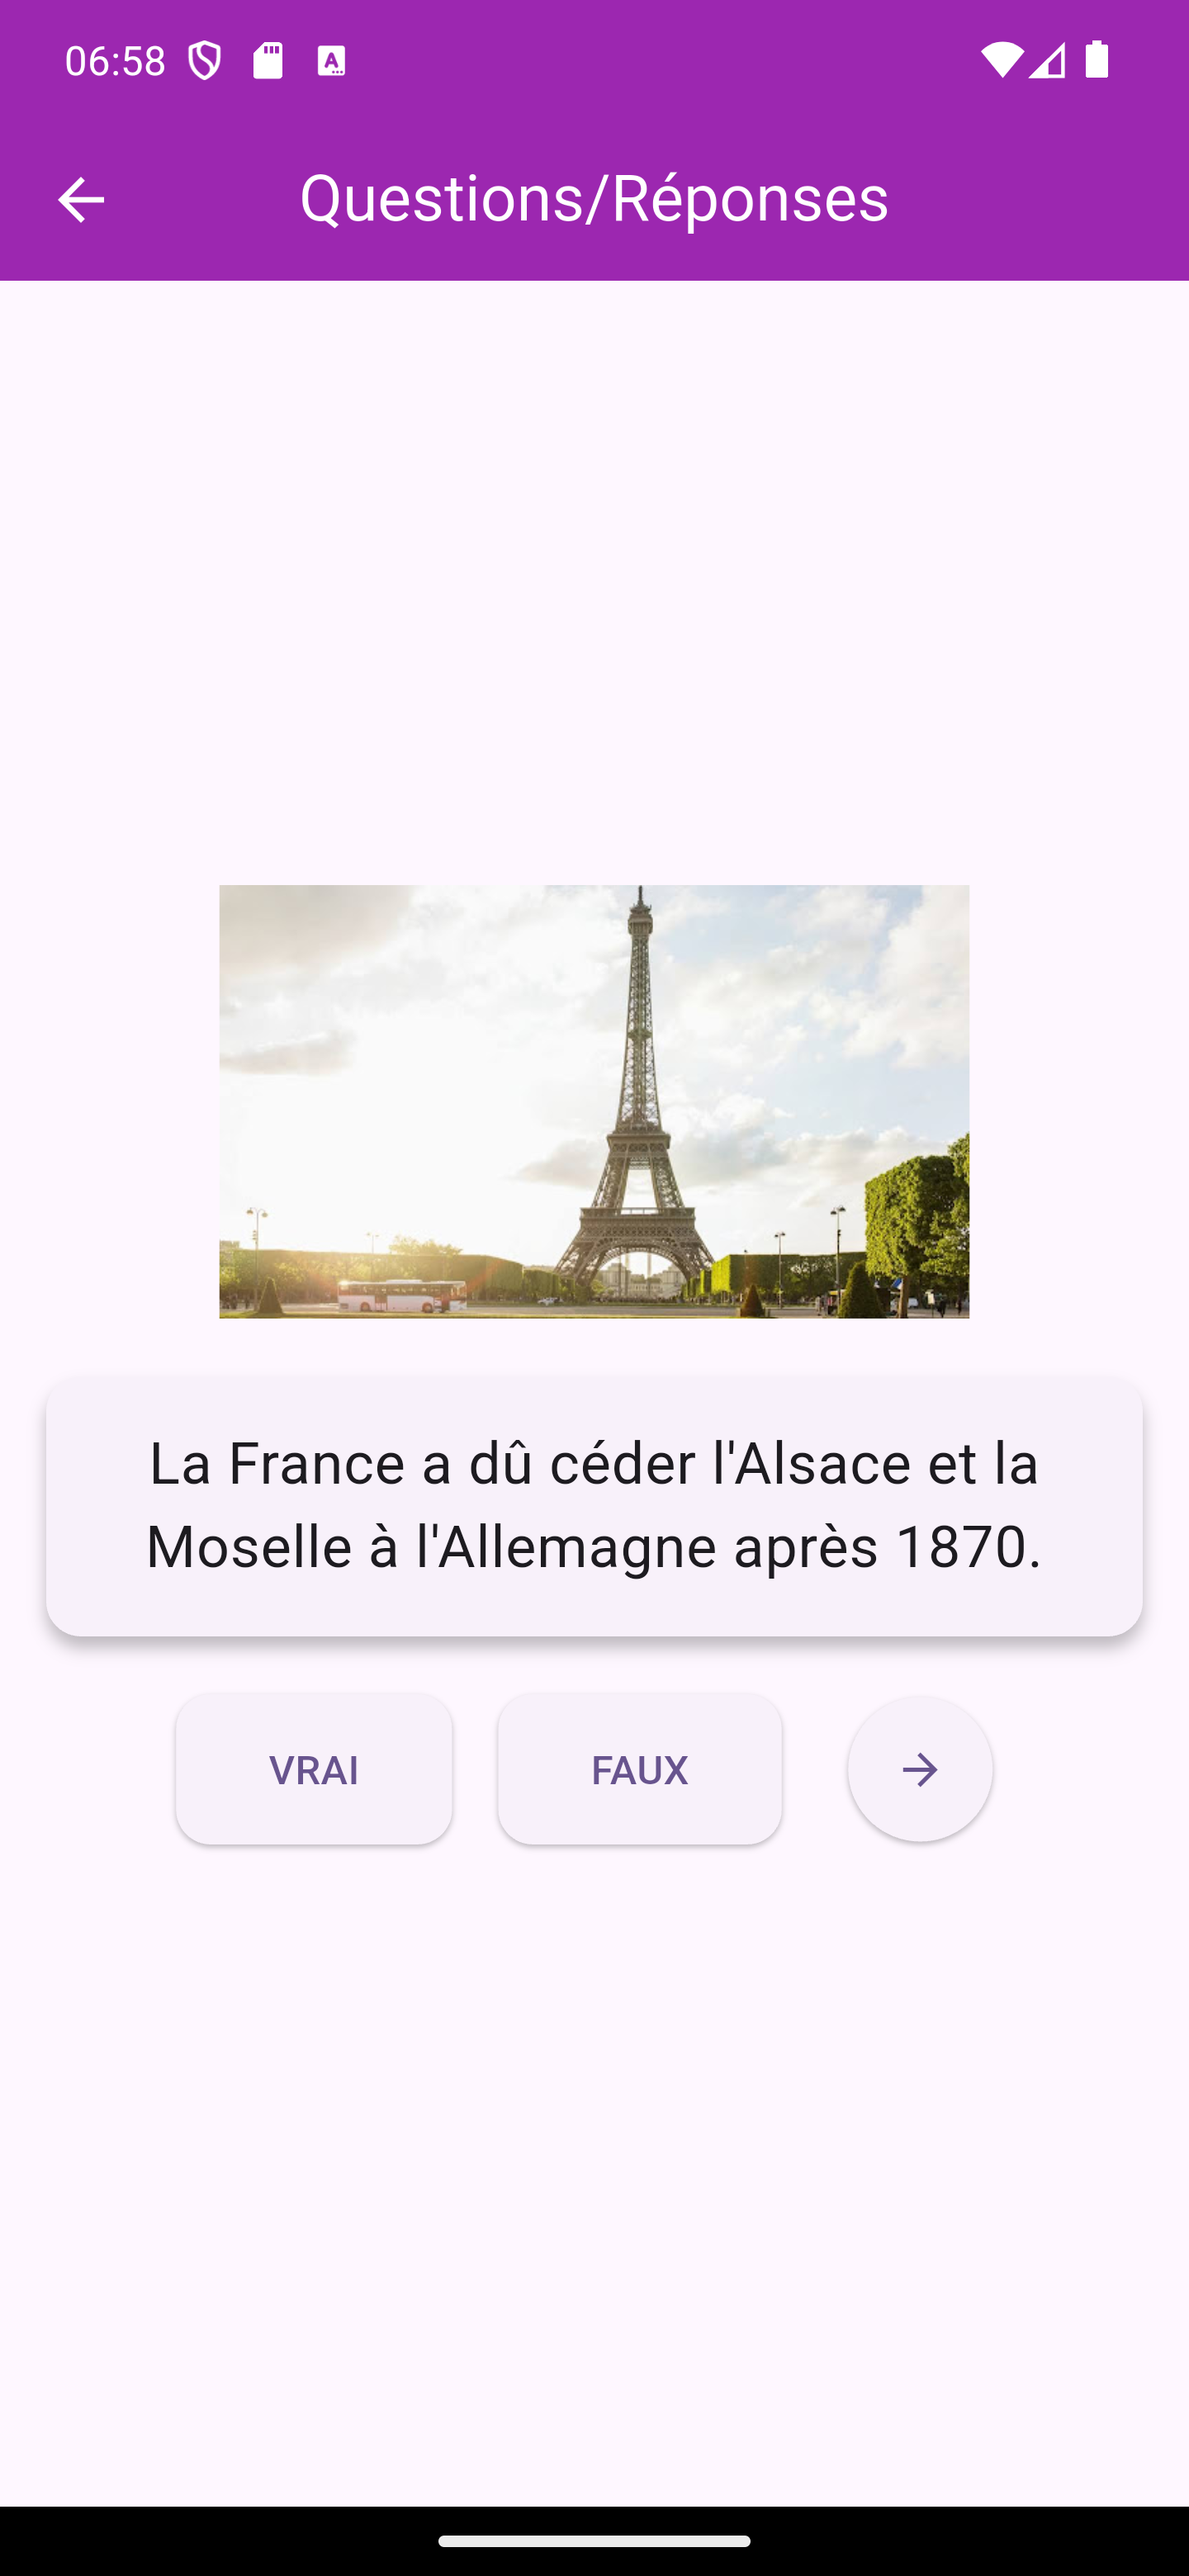 06:58
Questions/Réponses
La France a dû céder l'Alsace et la
Moselle à l'Allemagne après 1870.
VRAI
FAUX